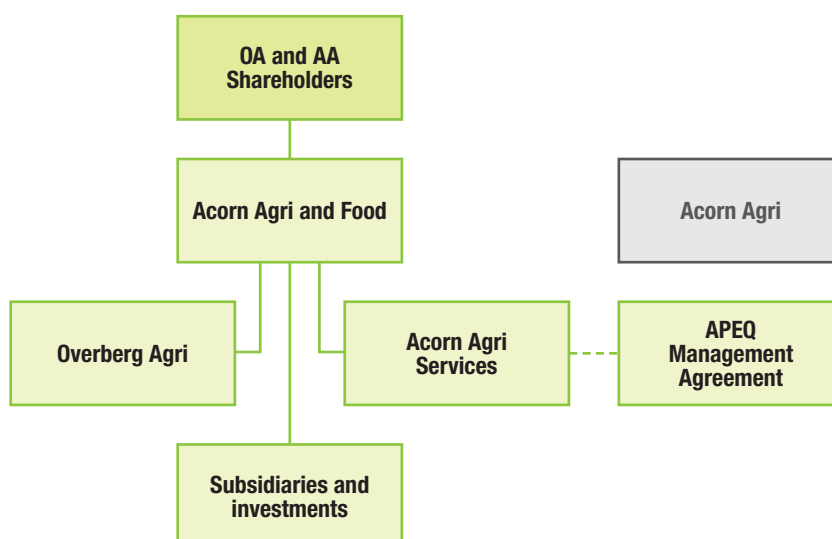 OA and AA
Shareholders
Acorn Agri and Food
Acorn Agri
Overberg Agri
Acorn Agri
Services
APEQ
Management
Agreement
Subsidiaries and
investments